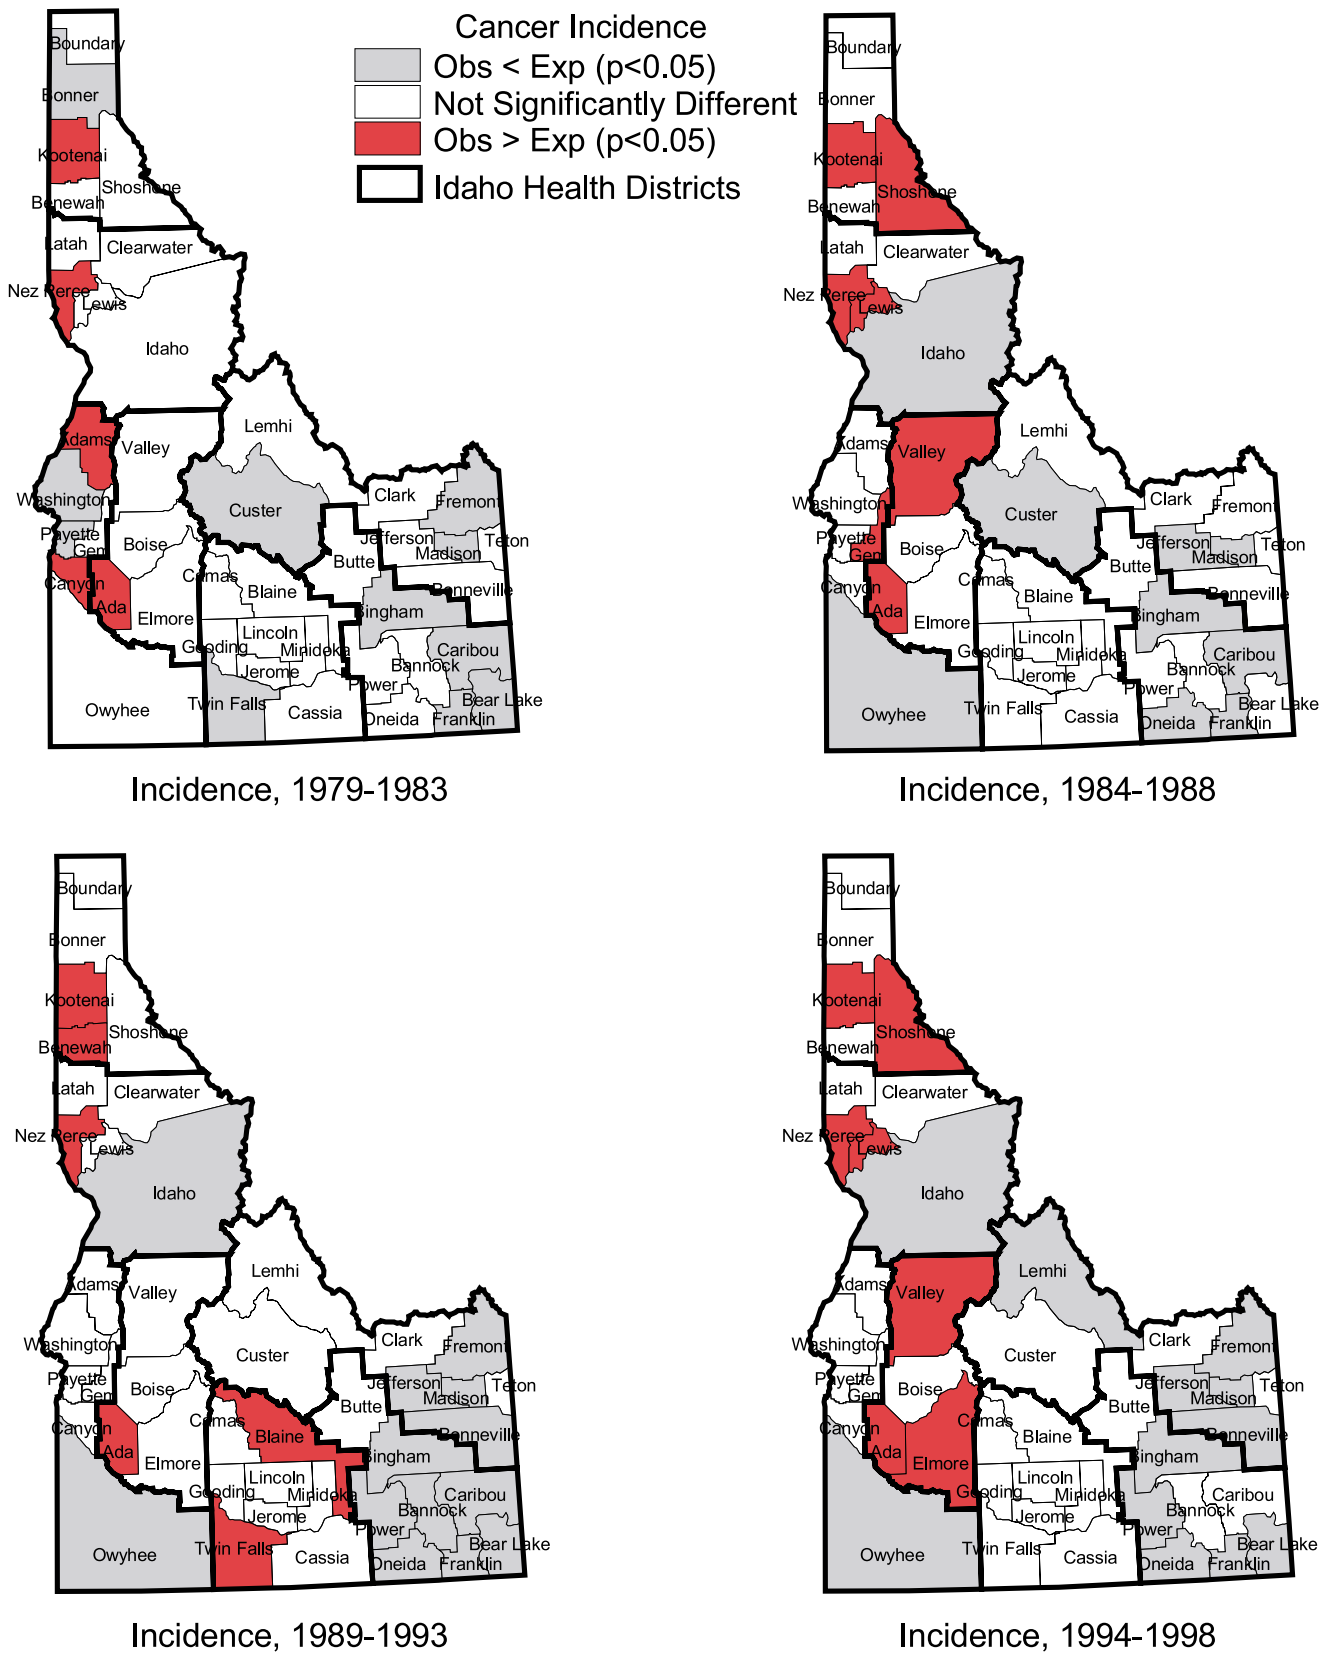 Cancer Incidence
Obs < Exp (p<0.05)
Not Significantly Different
Obs > Exp (p<0.05)
Idaho Health Districts
Boundary
Bonner
Kootenai
Shoshone
Benewah
Latah
Clearwater
Nez Perce
Lewis
Idaho
Lemhi
Adams
Valley
Washington
Custer
Clark
Fremont
Payette
Gem
Boise
Butte
Jefferson
Madison
Teton
Canyon
Ada
Camas
Blaine
Bonneville
Bingham
Elmore
Lincoln
Gooding
Minidoka
Caribou
Jerome
Bannock
Power
Owyhee
Twin Falls
Cassia
Oneida
Franklin
Bear Lake
Incidence, 1979-1983
Boundary
Bonner
Kootenai
Shoshone
Benewah
Latah
Clearwater
Nez Perce
Lewis
Idaho
Lemhi
Adams
Valley
Washington
Custer
Clark
Fremont
Payette
Gem
Boise
Butte
Jefferson
Madison
Teton
Canyon
Ada
Camas
Blaine
Bonneville
Bingham
Elmore
Lincoln
Gooding
Minidoka
Caribou
Jerome
Bannock
Power
Owyhee
Twin Falls
Cassia
Oneida
Franklin
Bear Lake
Incidence, 1984-1988
Boundary
Bonner
Kootenai
Shoshone
Benewah
Latah
Clearwater
Nez Perce
Lewis
Idaho
Lemhi
Adams
Valley
Washington
Custer
Clark
Fremont
Payette
Gem
Boise
Butte
Jefferson
Madison
Teton
Canyon
Ada
Camas
Blaine
Bonneville
Bingham
Elmore
Lincoln
Gooding
Minidoka
Caribou
Jerome
Bannock
Power
Owyhee
Twin Falls
Cassia
Oneida
Franklin
Bear Lake
Incidence, 1989-1993
Boundary
Bonner
Kootenai
Shoshone
Benewah
Latah
Clearwater
Nez Perce
Lewis
Idaho
Lemhi
Adams
Valley
Washington
Custer
Clark
Fremont
Payette
Gem
Boise
Butte
Jefferson
Madison
Teton
Canyon
Ada
Camas
Blaine
Bonneville
Bingham
Elmore
Lincoln
Gooding
Minidoka
Caribou
Jerome
Bannock
Power
Owyhee
Twin Falls
Cassia
Oneida
Franklin
Bear Lake
Incidence, 1994-1998